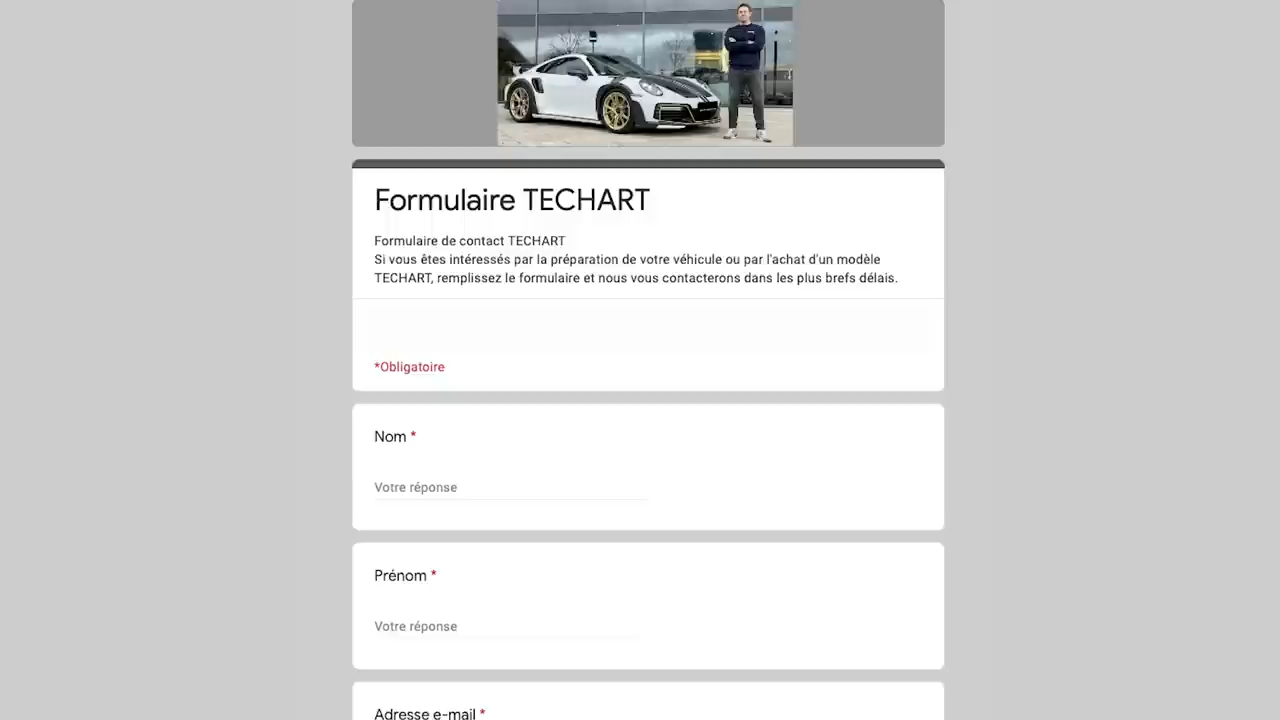 Formulaire TECHART
Formulaire de contact TECHART
Si vous êtes intéressés par la préparation de votre véhicule ou par l'achat d'un modèle
TECHART, remplissez le formulaire et nous vous contacterons dans les plus brefs délais.
*Obligatoire
Nom *
Votre réponse
Prénom *
Votre réponse
Adresse e-mail *